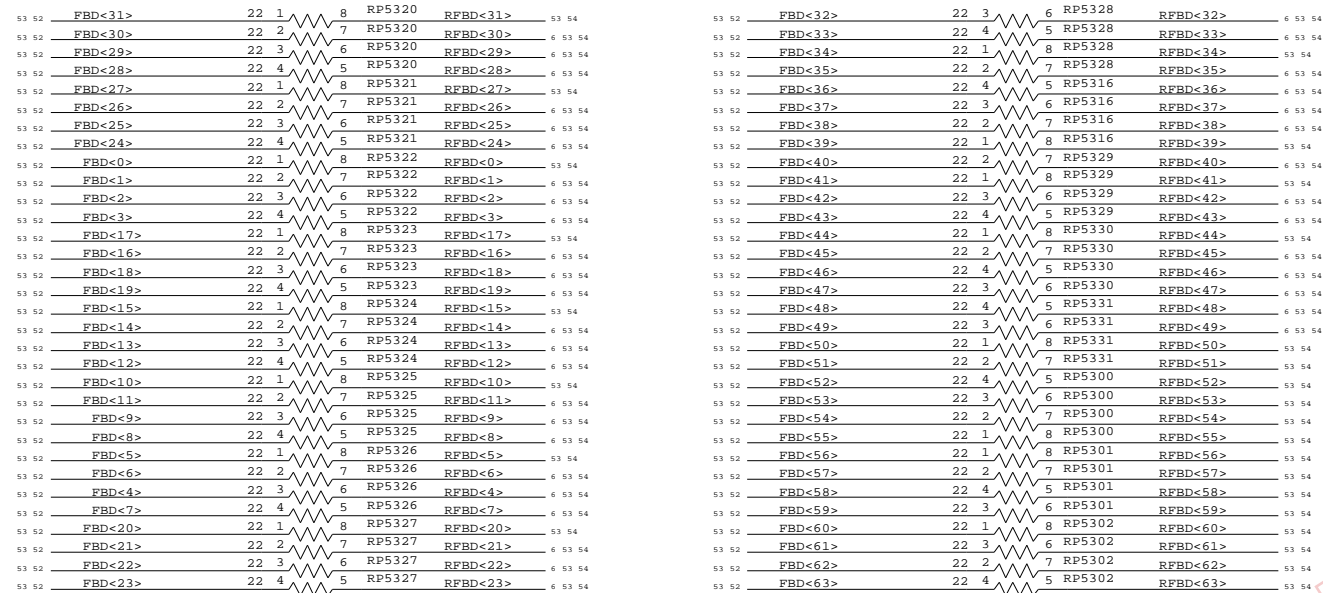 53 52 FBD<31> 22 1 8 RP5320 RFBD<31> 53 54
53 52 FBD<30> 22 2 7 RP5320 RFBD<30> 6 53 54
53 52 FBD<29> 22 3 6 RP5320 RFBD<29> 6 53 54
53 52 FBD<28> 22 4 5 RP5320 RFBD<28> 6 53 54
53 52 FBD<27> 22 1 8 RP5321 RFBD<27> 53 54
53 52 FBD<26> 22 2 7 RP5321 RFBD<26> 6 53 54
53 52 FBD<25> 22 3 6 RP5321 RFBD<25> 6 53 54
53 52 FBD<24> 22 4 5 RP5321 RFBD<24> 6 53 54
53 52 FBD<0> 22 1 8 RP5322 RFBD<0> 53 54
53 52 FBD<1> 22 2 7 RP5322 RFBD<1> 6 53 54
53 52 FBD<2> 22 3 6 RP5322 RFBD<2> 6 53 54
53 52 FBD<3> 22 4 5 RP5322 RFBD<3> 6 53 54
53 52 FBD<17> 22 1 8 RP5323 RFBD<17> 53 54
53 52 FBD<16> 22 2 7 RP5323 RFBD<16> 6 53 54
53 52 FBD<18> 22 3 6 RP5323 RFBD<18> 6 53 54
53 52 FBD<19> 22 4 5 RP5323 RFBD<19> 6 53 54
53 52 FBD<15> 22 1 8 RP5324 RFBD<15> 53 54
53 52 FBD<14> 22 2 7 RP5324 RFBD<14> 6 53 54
53 52 FBD<13> 22 3 6 RP5324 RFBD<13> 6 53 54
53 52 FBD<12> 22 4 5 RP5324 RFBD<12> 6 53 54
53 52 FBD<10> 22 1 8 RP5325 RFBD<10> 53 54
53 52 FBD<11> 22 2 7 RP5325 RFBD<11> 6 53 54
53 52 FBD<9> 22 3 6 RP5325 RFBD<9> 6 53 54
53 52 FBD<8> 22 4 5 RP5325 RFBD<8> 6 53 54
53 52 FBD<5> 22 1 8 RP5326 RFBD<5> 53 54
53 52 FBD<6> 22 2 7 RP5326 RFBD<6> 6 53 54
53 52 FBD<4> 22 3 6 RP5326 RFBD<4> 6 53 54
53 52 FBD<7> 22 4 5 RP5326 RFBD<7> 6 53 54
53 52 FBD<20> 22 1 8 RP5327 RFBD<20> 53 54
53 52 FBD<21> 22 2 7 RP5327 RFBD<21> 6 53 54
53 52 FBD<22> 22 3 6 RP5327 RFBD<22> 6 53 54
53 52 FBD<23> 22 4 5 RP5327 RFBD<23> 6 53 54
53 52 FBD<32> 22 3 6 RP5328 RFBD<32> 6 53 54
53 52 FBD<33> 22 4 5 RP5328 RFBD<33> 6 53 54
53 52 FBD<34> 22 1 8 RP5328 RFBD<34> 53 54
53 52 FBD<35> 22 2 7 RP5328 RFBD<35> 6 53 54
53 52 FBD<36> 22 4 5 RP5316 RFBD<36> 6 53 54
53 52 FBD<37> 22 3 6 RP5316 RFBD<37> 6 53 54
53 52 FBD<38> 22 2 7 RP5316 RFBD<38> 6 53 54
53 52 FBD<39> 22 1 8 RP5316 RFBD<39> 53 54
53 52 FBD<40> 22 2 7 RP5329 RFBD<40> 6 53 54
53 52 FBD<41> 22 1 8 RP5329 RFBD<41> 53 54
53 52 FBD<42> 22 3 6 RP5329 RFBD<42> 6 53 54
53 52 FBD<43> 22 4 5 RP5329 RFBD<43> 6 53 54
53 52 FBD<44> 22 1 8 RP5330 RFBD<44> 53 54
53 52 FBD<45> 22 2 7 RP5330 RFBD<45> 6 53 54
53 52 FBD<46> 22 4 5 RP5330 RFBD<46> 6 53 54
53 52 FBD<47> 22 3 6 RP5330 RFBD<47> 6 53 54
53 52 FBD<48> 22 4 5 RP5331 RFBD<48> 6 53 54
53 52 FBD<49> 22 3 6 RP5331 RFBD<49> 6 53 54
53 52 FBD<50> 22 1 8 RP5331 RFBD<50> 53 54
53 52 FBD<51> 22 2 7 RP5331 RFBD<51> 53 54
53 52 FBD<52> 22 4 5 RP5300 RFBD<52> 53 54
53 52 FBD<53> 22 3 6 RP5300 RFBD<53> 53 54
53 52 FBD<54> 22 2 7 RP5300 RFBD<54> 53 54
53 52 FBD<55> 22 1 8 RP5300 RFBD<55> 53 54
53 52 FBD<56> 22 1 8 RP5301 RFBD<56> 53 54
53 52 FBD<57> 22 2 7 RP5301 RFBD<57> 53 54
53 52 FBD<58> 22 4 5 RP5301 RFBD<58> 53 54
53 52 FBD<59> 22 3 6 RP5301 RFBD<59> 53 54
53 52 FBD<60> 22 1 8 RP5302 RFBD<60> 53 54
53 52 FBD<61> 22 3 6 RP5302 RFBD<61> 53 54
53 52 FBD<62> 22 2 7 RP5302 RFBD<62> 53 54
53 52 FBD<63> 22 4 5 RP5302 RFBD<63> 53 54